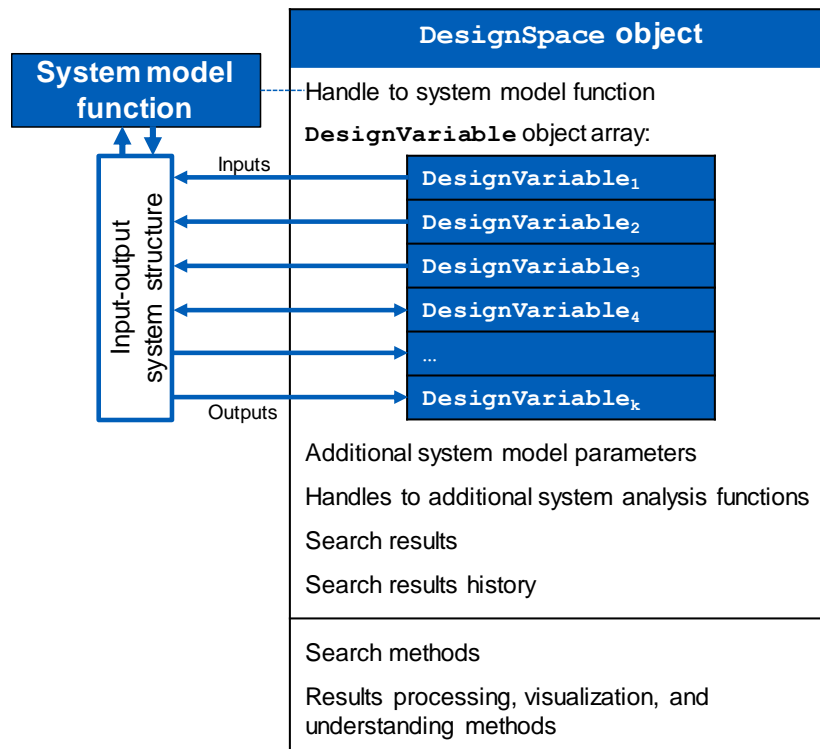 DesignSpace object
System model
function
Handle to system model function
DesignVariable object array:
Inputs
DesignVariable₁
DesignVariable₂
DesignVariable₃
DesignVariable₄
…
DesignVariableₖ
Input-output
system structure
Outputs
Additional system model parameters
Handles to additional system analysis functions
Search results
Search results history
Search methods
Results processing, visualization, and
understanding methods